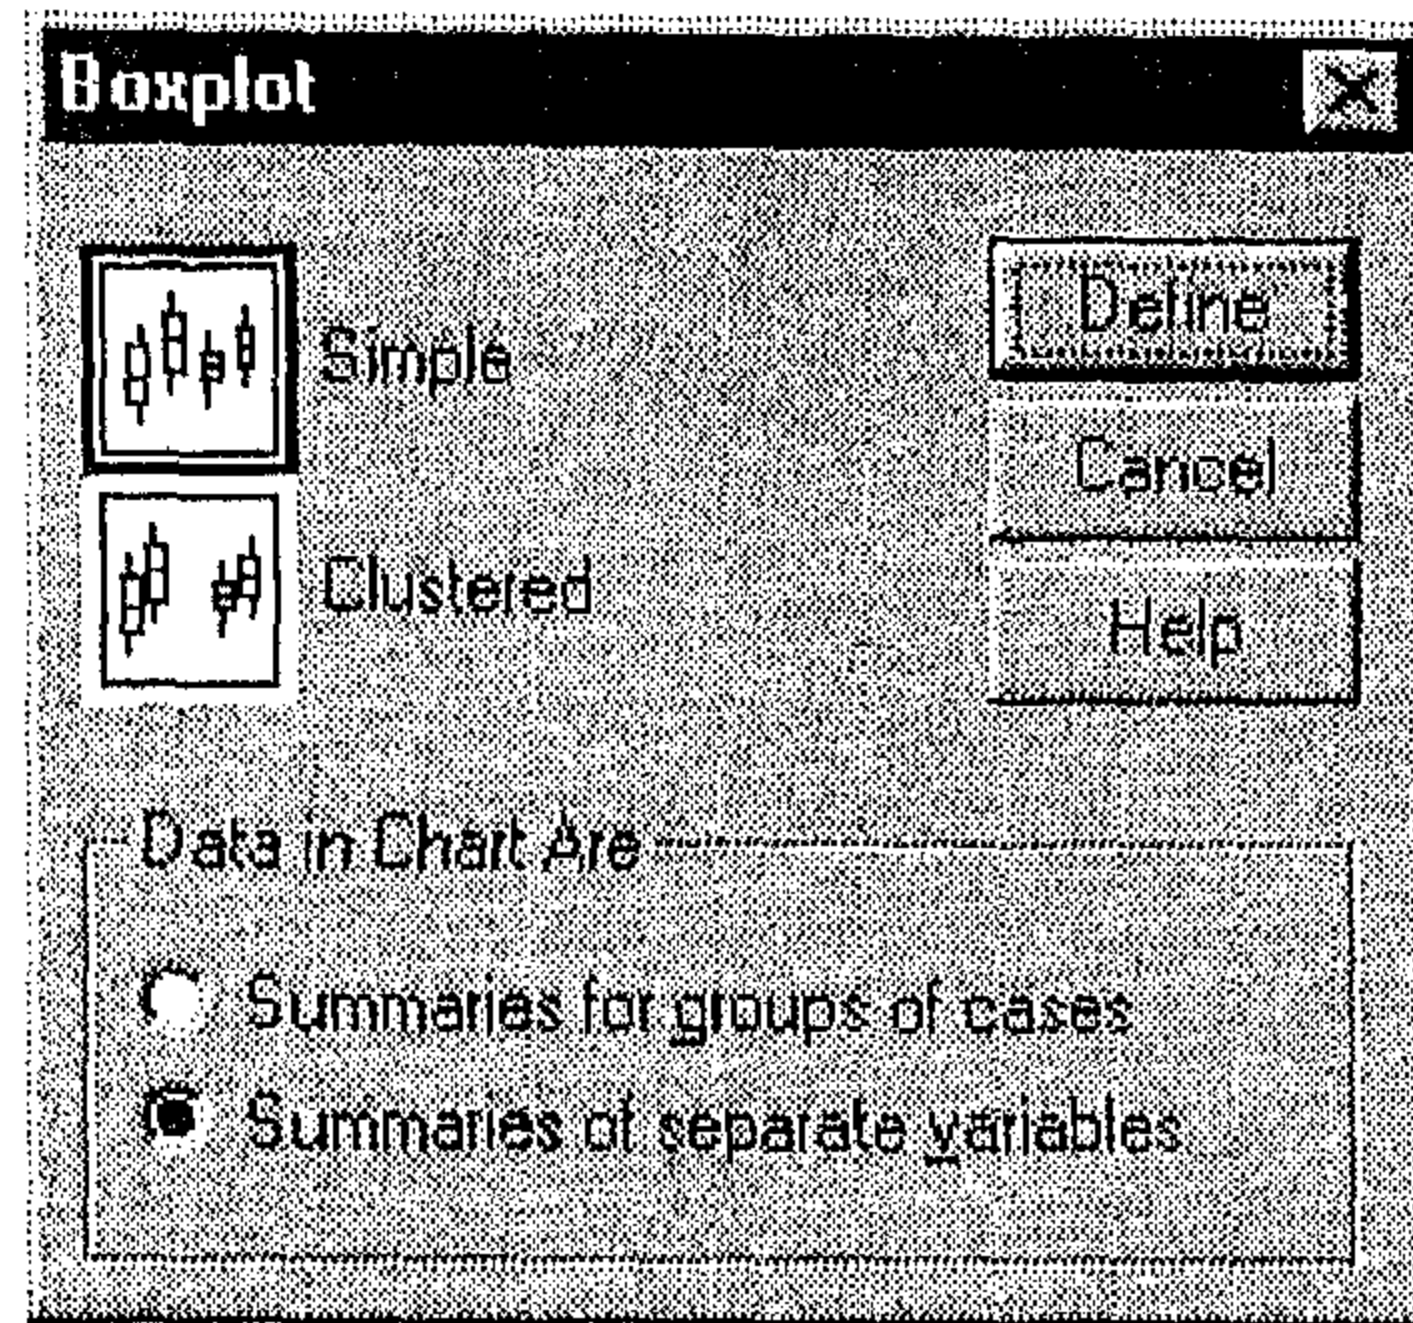 Boxplot
Simple
Clustered
Define
Cancel
Help
Data in Chart Are
Summaries for groups of cases
Summaries of separate variables